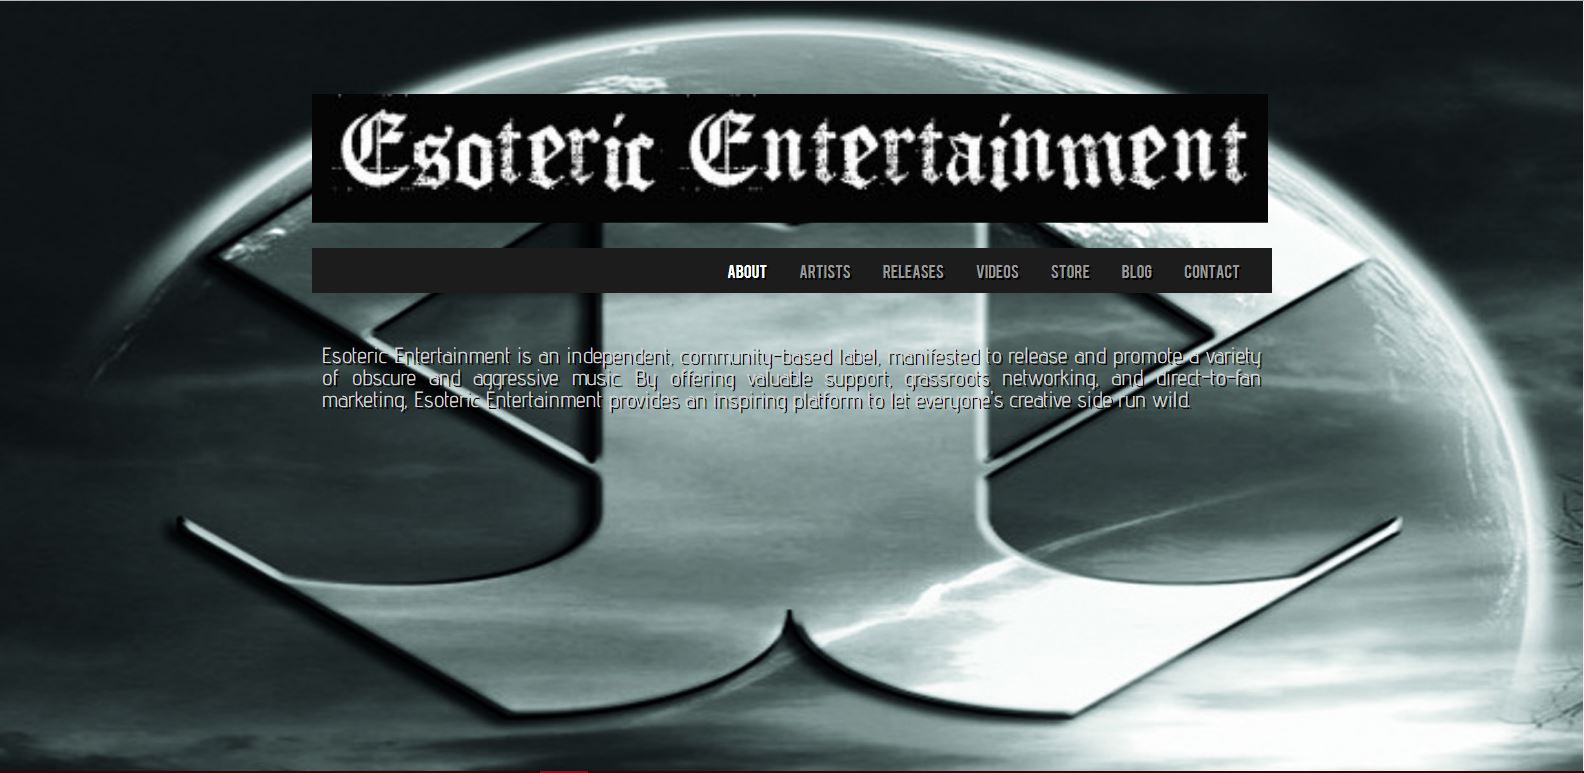 Esoteric Entertainment
ABOUT ARTISTS RELEASES VIDEOS STORE BLOG CONTACT
Esoteric Entertainment is an independent, community-based label, manifested to release and promote a variety
of obscure and aggressive music. By offering valuable support, grassroots networking, and direct-to-fan
marketing, Esoteric Entertainment provides an inspiring platform to let everyone's creative side run wild.